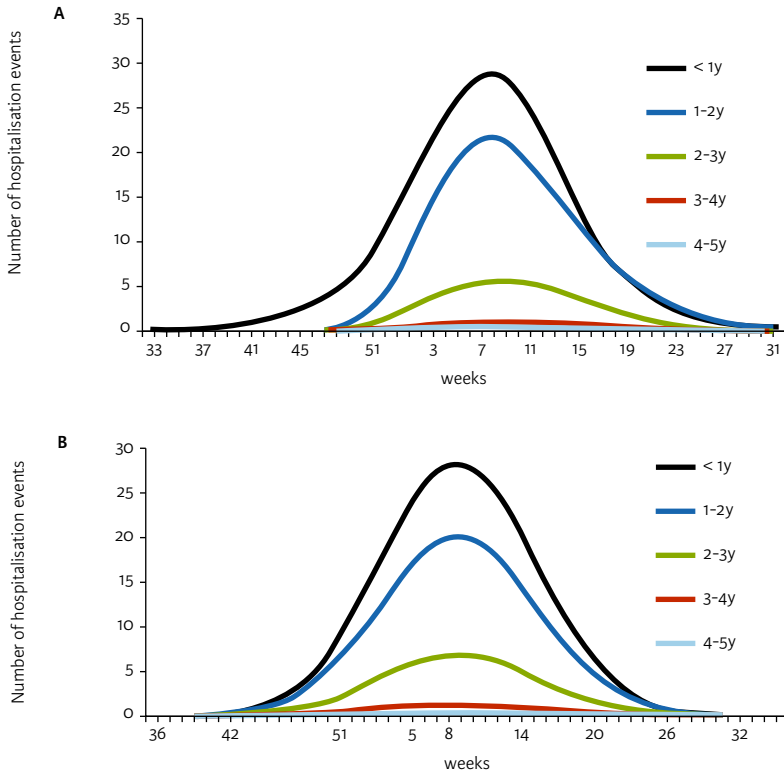 A
Number of hospitalisation events
35
30
25
20
15
10
5
0
< 1y
1-2y
2-3y
3-4y
4-5y
33 37 41 45 51 3 7 11 15 19 23 27 31
weeks
B
Number of hospitalisation events
30
25
20
15
10
5
0
< 1y
1-2y
2-3y
3-4y
4-5y
36 42 51 5 8 14 20 26 32
weeks